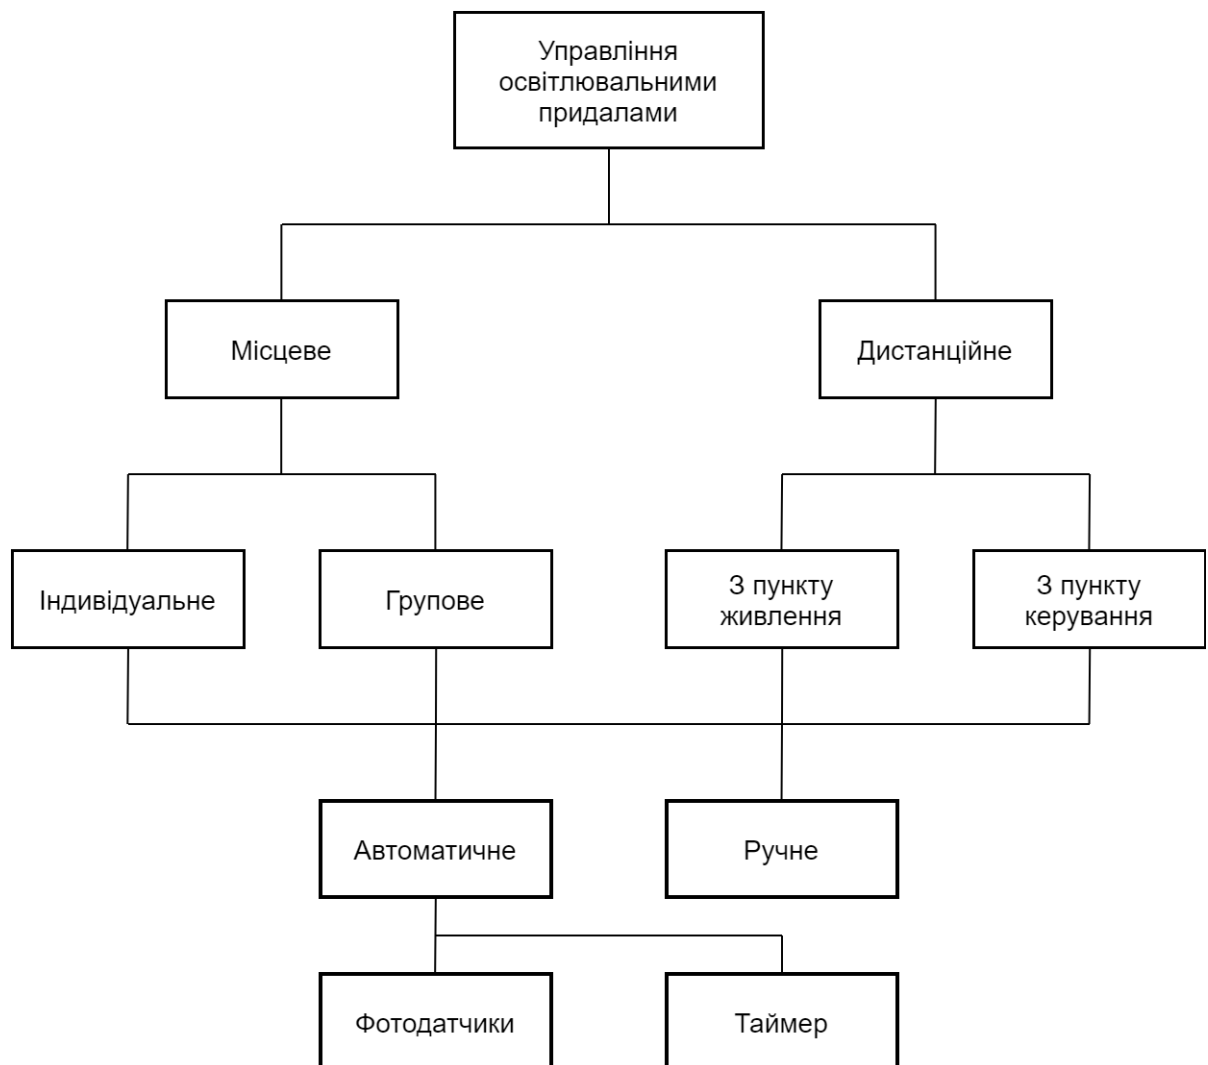 Управління
освітлювальними
придалами
Місцеве
Дистанційне
Індивідуальне
Групове
З пункту
живлення
З пункту
керування
Автоматичне
Ручне
Фотодатчики
Таймер